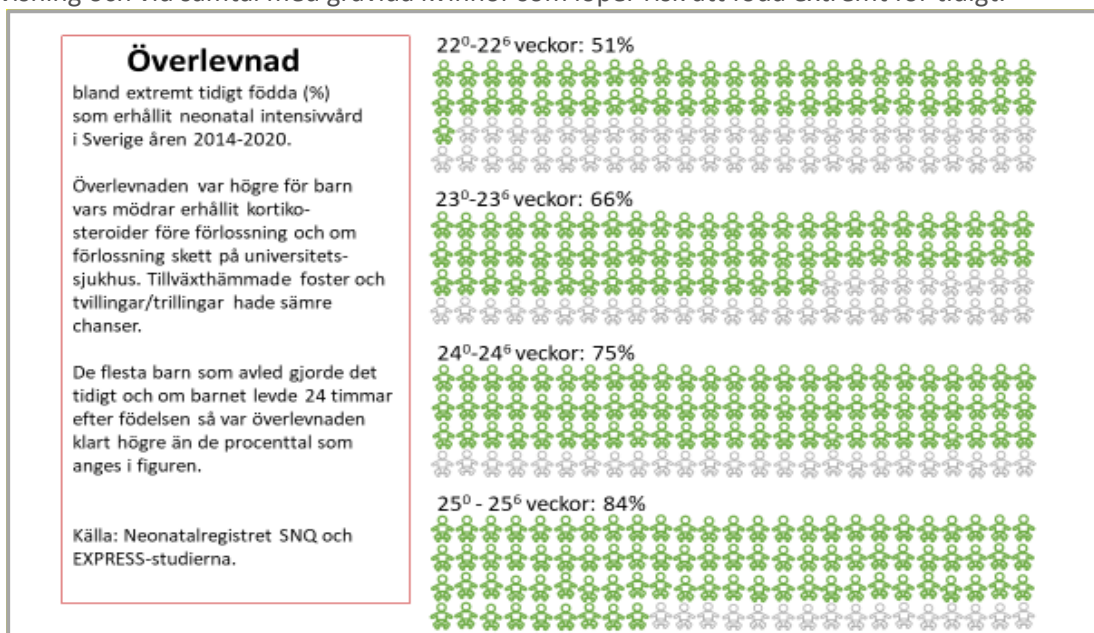 Överlevnad
bland extremt tidigt födda (%)
som erhållit neonatal intensivvård
i Sverige åren 2014-2020.
Överlevnaden var högre för barn
vars mödrar erhållit kortiko-
steroider före förlossning och om
förlossning skett på universitets-
sjukhus. Tillväxthämmade foster och
tvillingar/trillingar hade sämre
chanser.
De flesta barn som avled gjorde det
tidigt och om barnet levde 24 timmar
efter födelsen så var överlevnaden
klart högre än de procenttal som
anges i figuren.
Källa: Neonatalregistret SNQ och
EXPRESS-studierna.
22⁰-22⁶ veckor: 51%
23⁰-23⁶ veckor: 66%
24⁰-24⁶ veckor: 75%
25⁰ - 25⁶ veckor: 84%